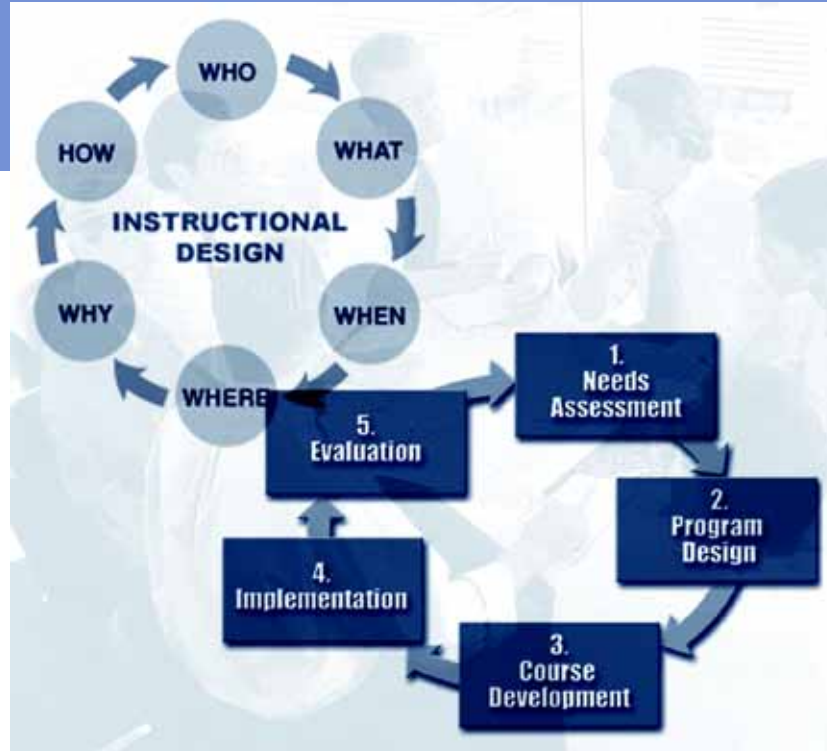 WHO
WHAT
WHEN
WHERE
WHY
HOW
INSTRUCTIONAL
DESIGN
1.
Needs
Assessment
2.
Program
Design
3.
Course
Development
4.
Implementation
5.
Evaluation